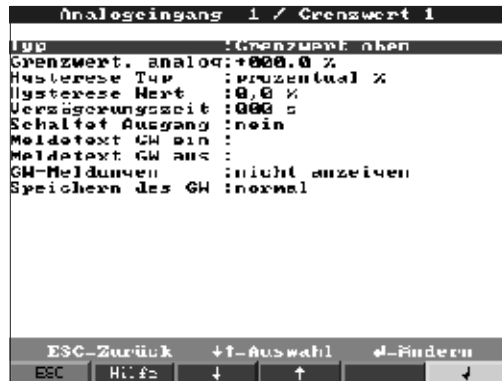 Analogeingang 1 / Grenzwert 1
Typ :Grenzwert oben
Grenzwert. analog:+000.0 %
Hysterese Typ :prozentual %
Hysterese Wert :0,0 %
Verzögerungszeit :000 s
Schaltet Ausgang :nein
Meldetext GW ein :
Meldetext GW aus :
GW-Meldungen :nicht anzeigen
Speichern des GW :normal
ESC-Zurück ↓↑-Auswahl ↲-Ändern
ESC Hilfe ↓ ↑ ↲